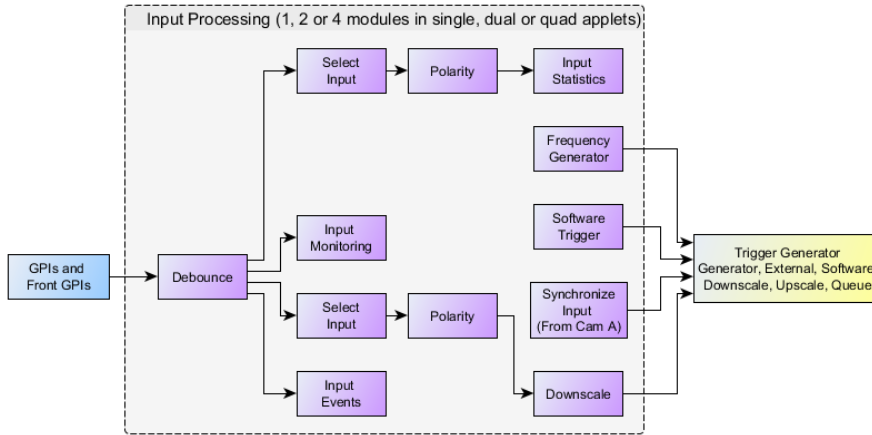 Input Processing (1, 2 or 4 modules in single, dual or quad applets)
Select
Input
Polarity
Input
Statistics
Frequency
Generator
Input
Monitoring
Software
Trigger
GPIs and
Front GPIs
Debounce
Trigger Generator
Generator, External, Software
Downscale, Upscale, Queue
Select
Input
Polarity
Synchronize
Input
(From Cam A)
Input
Events
Downscale